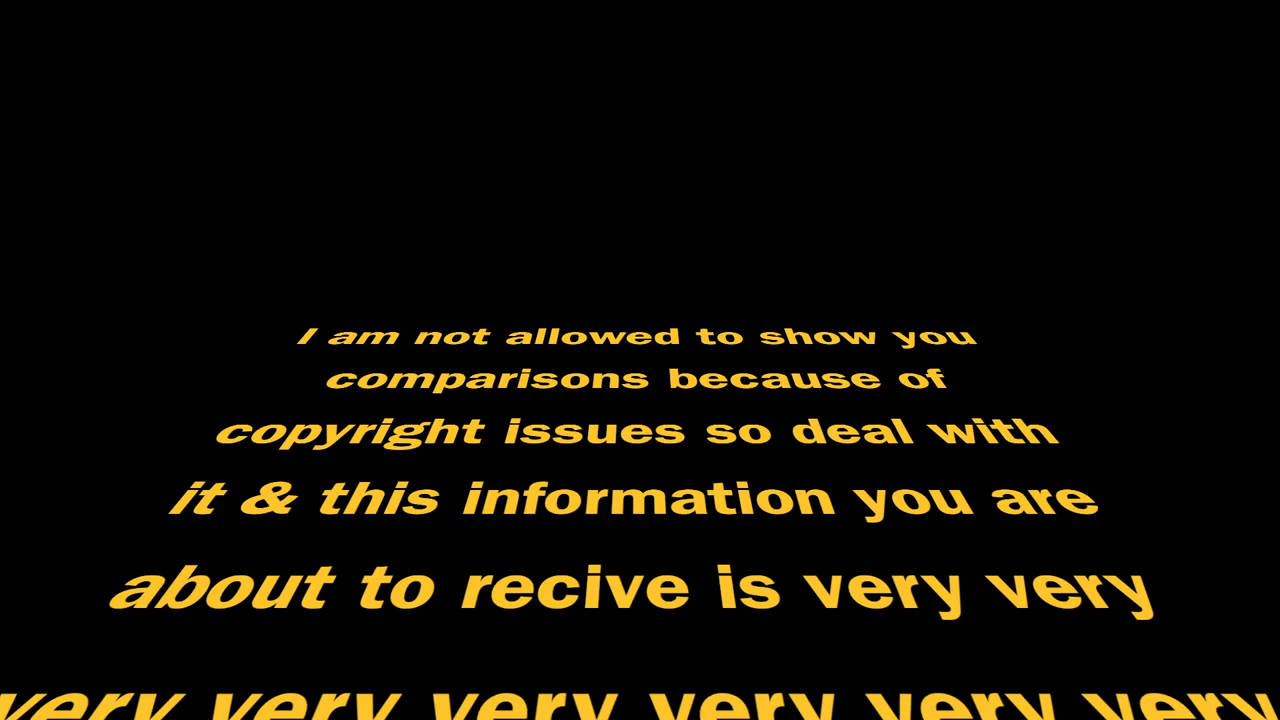 I am not allowed to show you
comparisons because of
copyright issues so deal with
it & this information you are
about to recive is very very
very very very very very very